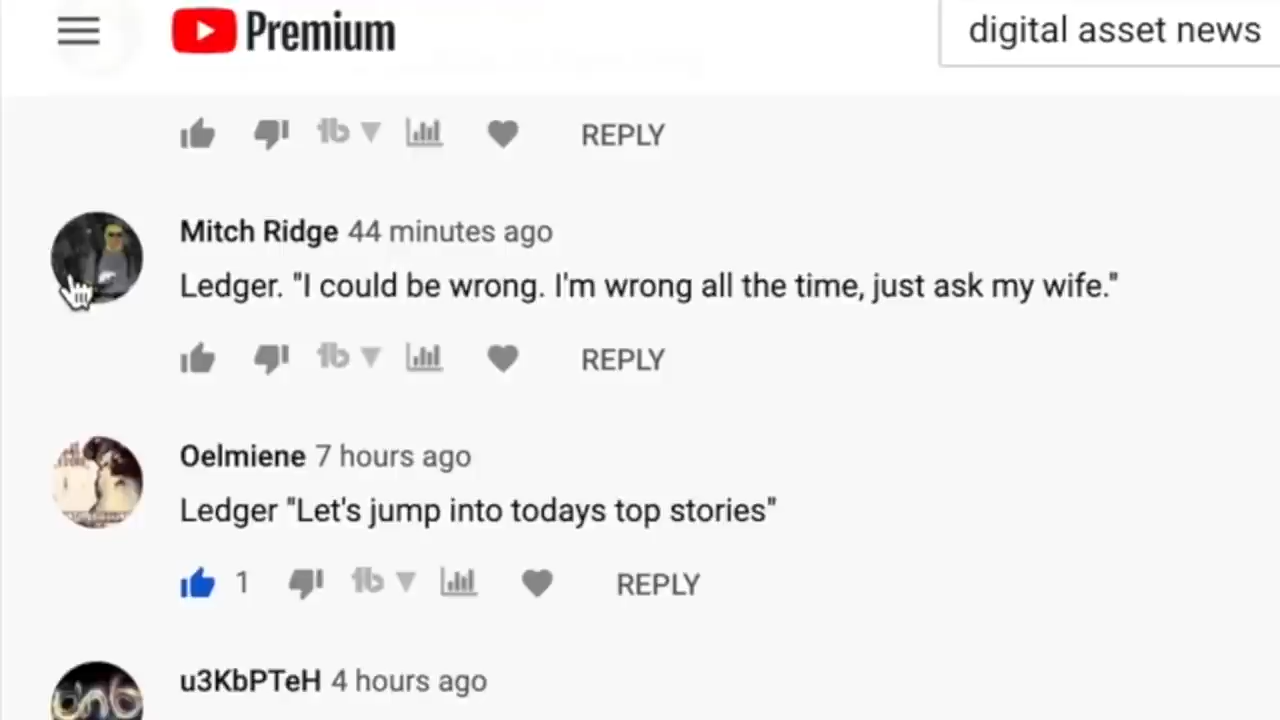 Premium
digital asset news
REPLY
Mitch Ridge 44 minutes ago
Ledger. "I could be wrong. I'm wrong all the time, just ask my wife."
REPLY
Oelmiene 7 hours ago
Ledger "Let's jump into todays top stories"
1
REPLY
u3KbPTeH 4 hours ago
dnb